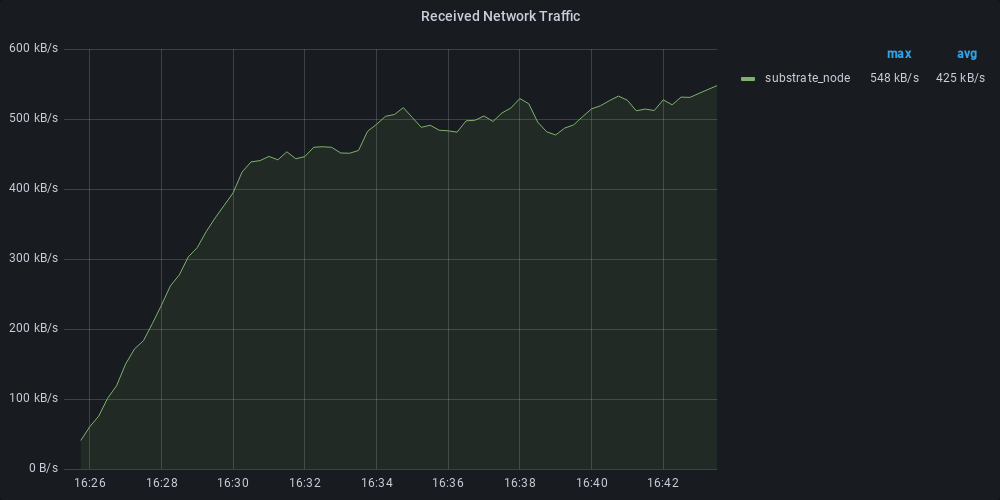 Received Network Traffic
600 kB/s
500 kB/s
400 kB/s
300 kB/s
200 kB/s
100 kB/s
0 B/s
16:26 16:28 16:30 16:32 16:34 16:36 16:38 16:40 16:42
max avg
substrate_node 548 kB/s 425 kB/s